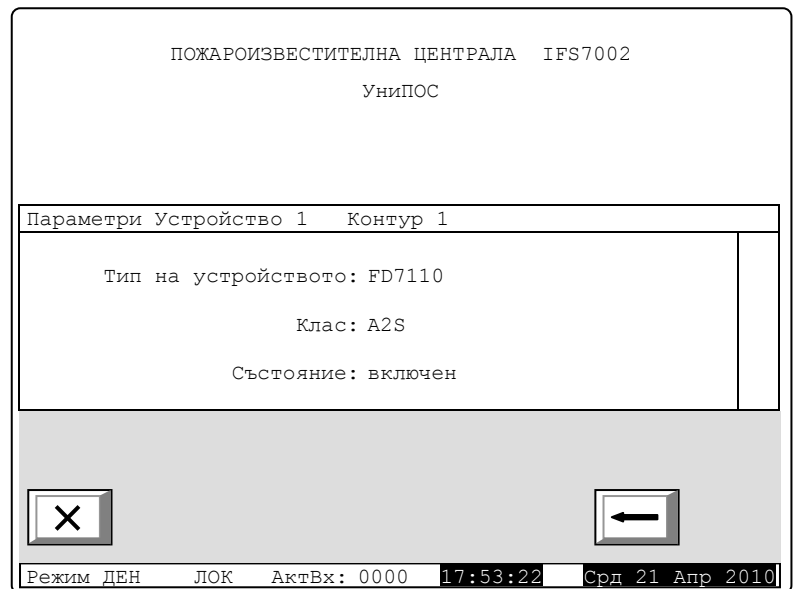 ПОЖАРОИЗВЕСТИТЕЛНА ЦЕНТРАЛА IFS7002
УниПОС
Параметри Устройство 1 Контур 1
Тип на устройството: FD7110
Клас: A2S
Състояние: включен
Режим ДЕН ЛОК АктВх: 0000 17:53:22 Срд 21 Апр 2010